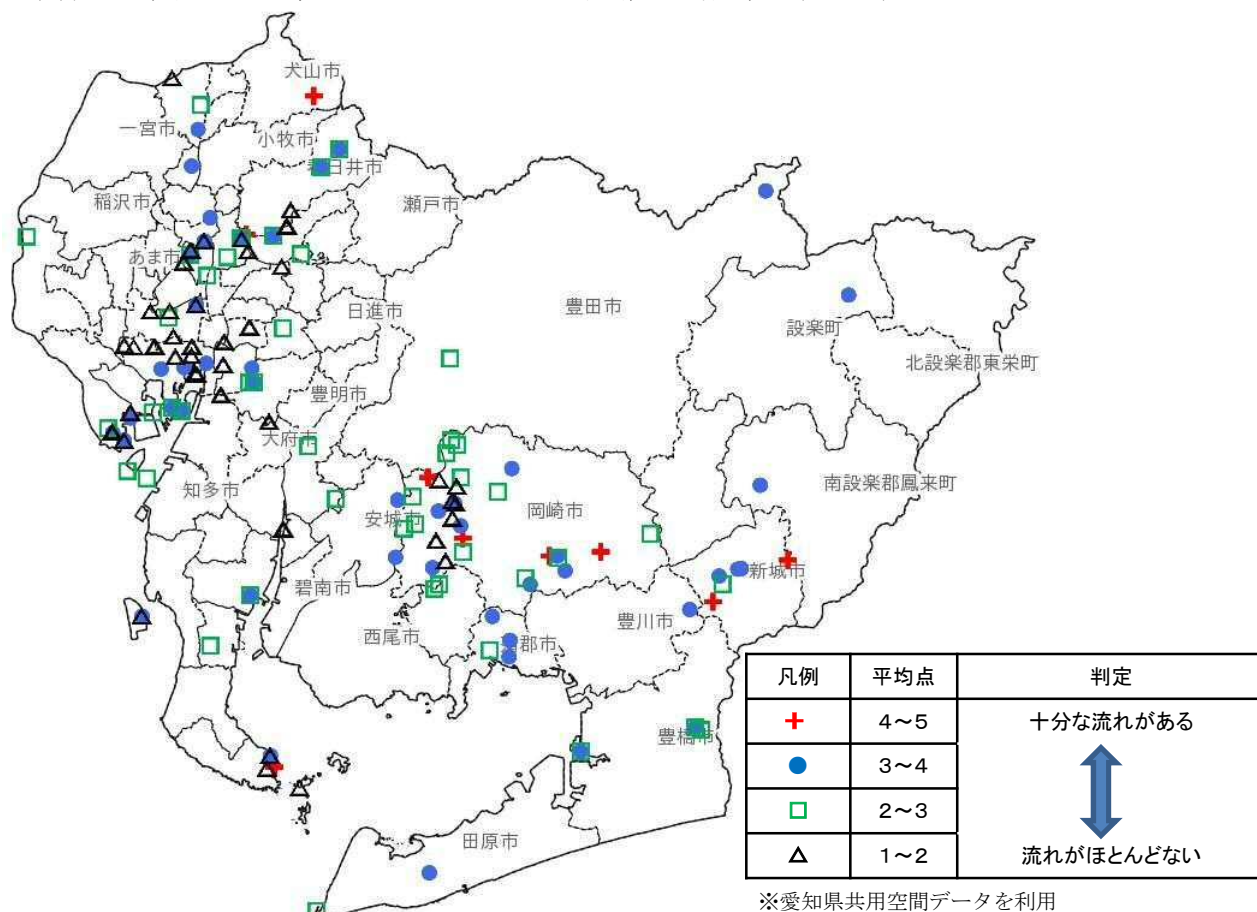 犬山市
一宮市
小牧市
日井市
稲沢市
瀬戸市
あま市
日進市
豊田市
設楽町
北設楽郡東栄町
豊明市
大府市
知多市
安城市
岡崎市
南設楽郡鳳来町
碧南市
新城市
西尾市
豊川市
郡市
豊橋市
田原市
凡例 平均点 判定
4~5 十分な流れがある
3~4
2~3
1~2 流れがほとんどない
※愛知県共用空間データを利用